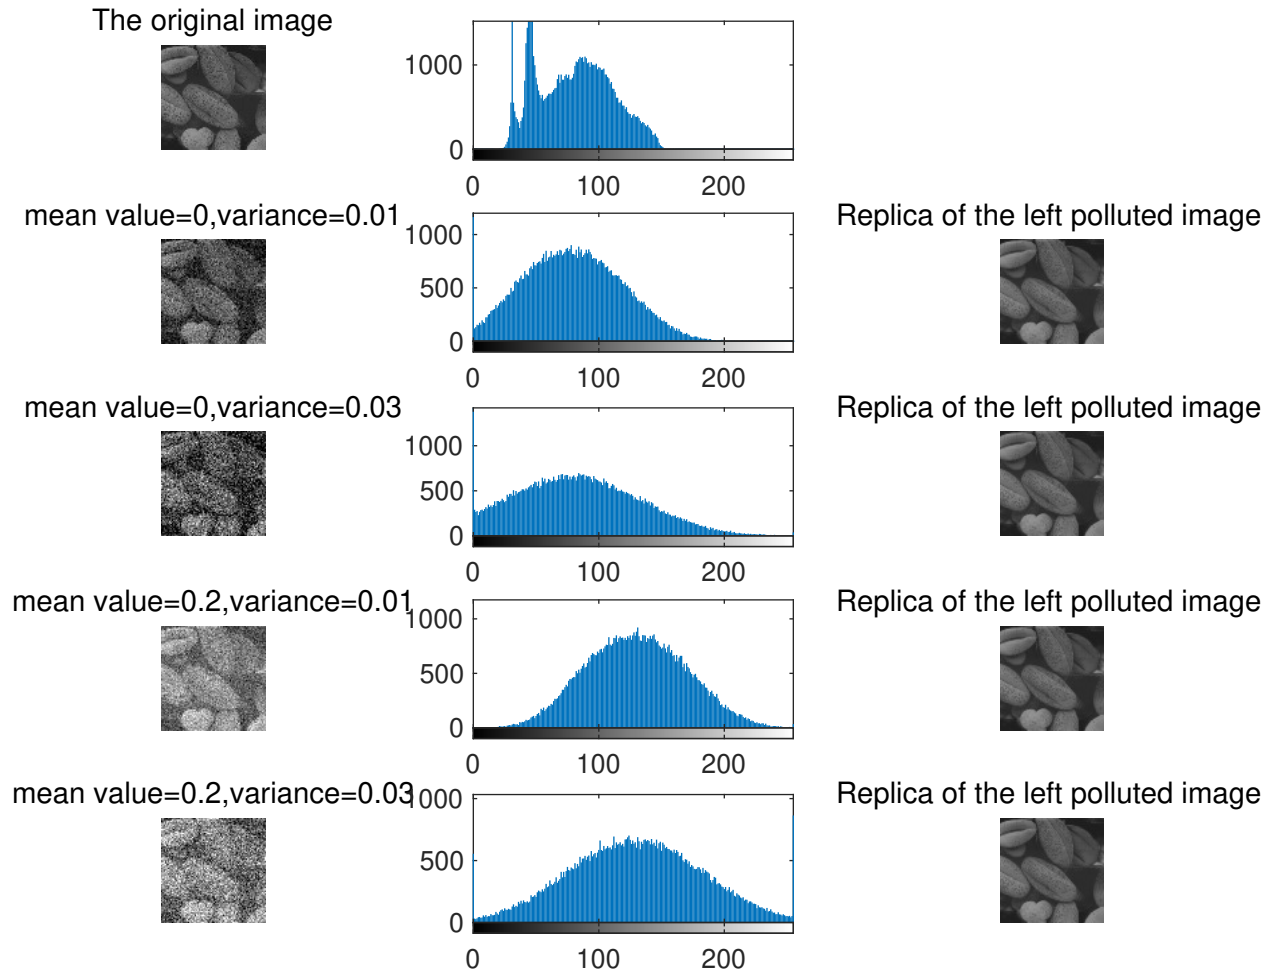 The original image
1000
0
0 100 200
mean value=0,variance=0.01
1000
500
0
0 100 200
Replica of the left polluted image
mean value=0,variance=0.03
1000
500
0
0 100 200
Replica of the left polluted image
mean value=0.2,variance=0.01
1000
500
0
0 100 200
Replica of the left polluted image
mean value=0.2,variance=0.03
1000
500
0
0 100 200
Replica of the left polluted image